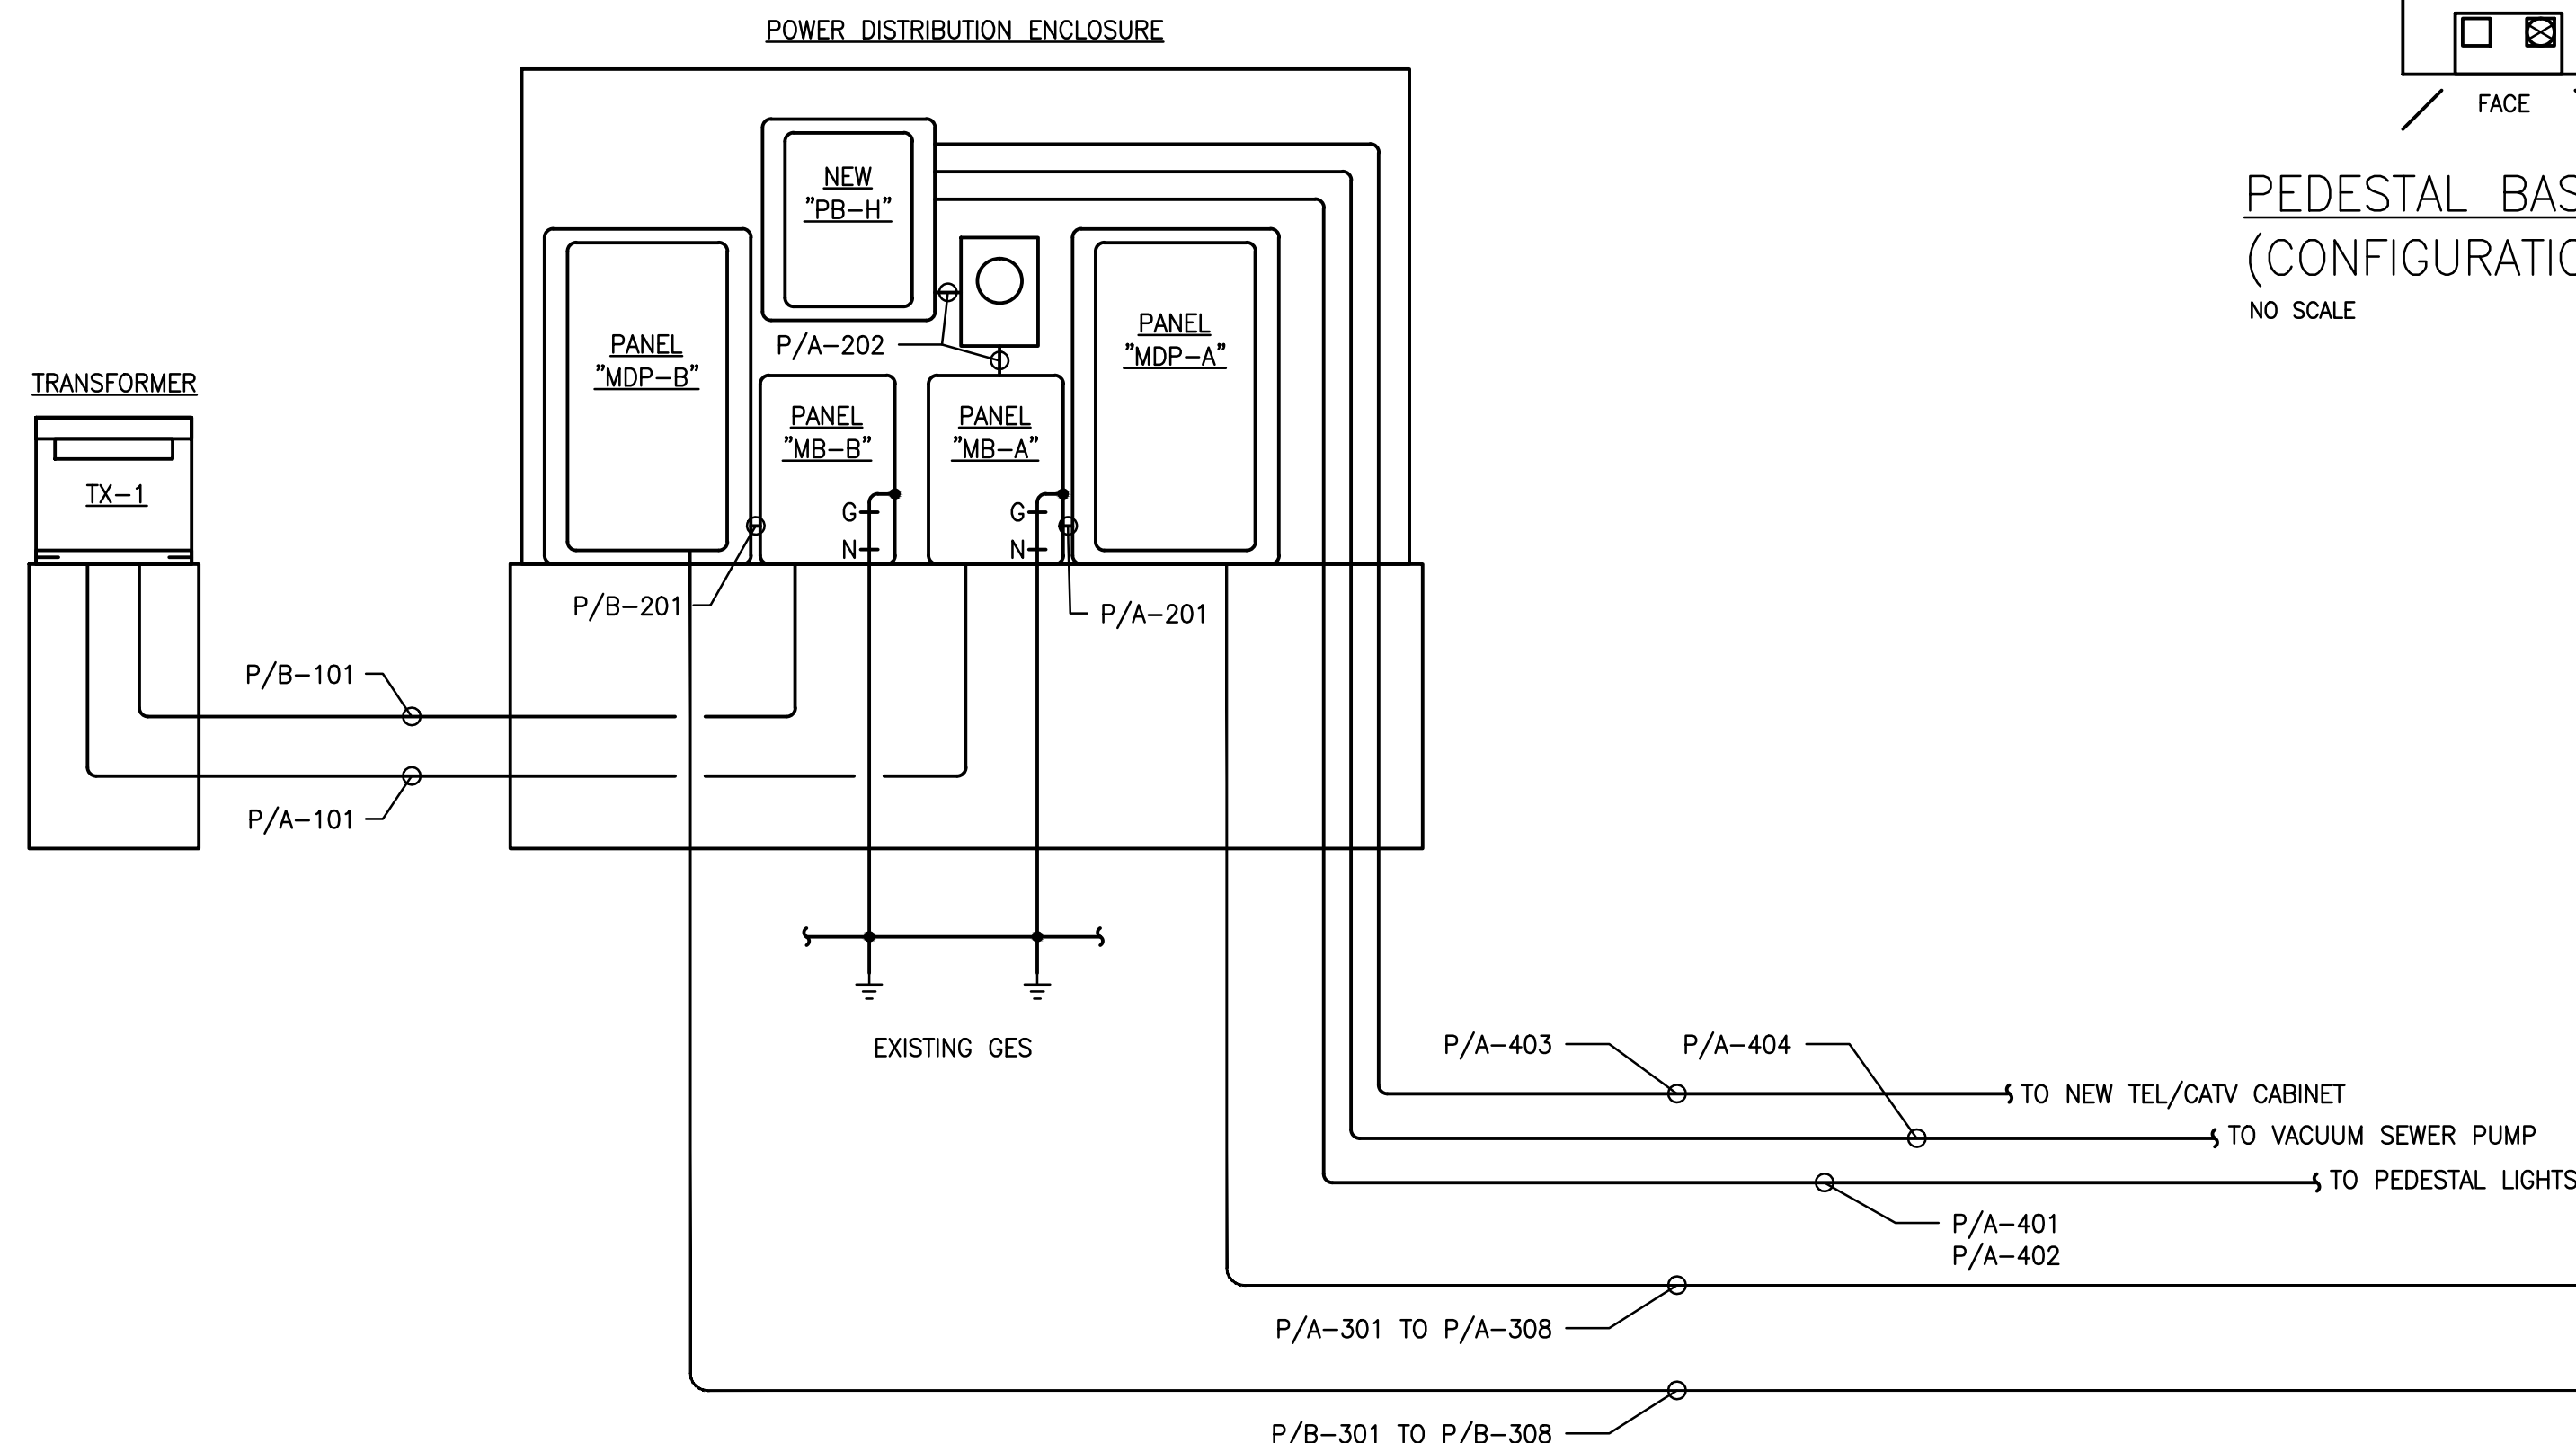 POWER DISTRIBUTION ENCLOSURE
FACE
PEDESTAL BAS
(CONFIGURATIO
NO SCALE
NEW
"PB-H"
PANEL
"MDP-B"
P/A-202
PANEL
"MDP-A"
TRANSFORMER
TX-1
PANEL
"MB-B"
PANEL
"MB-A"
G
N
G
N
P/B-201
P/A-201
P/B-101
P/A-101
EXISTING GES
P/A-403
P/A-404
TO NEW TEL/CATV CABINET
TO VACUUM SEWER PUMP
TO PEDESTAL LIGHTS
P/A-401
P/A-402
P/A-301 TO P/A-308
P/B-301 TO P/B-308